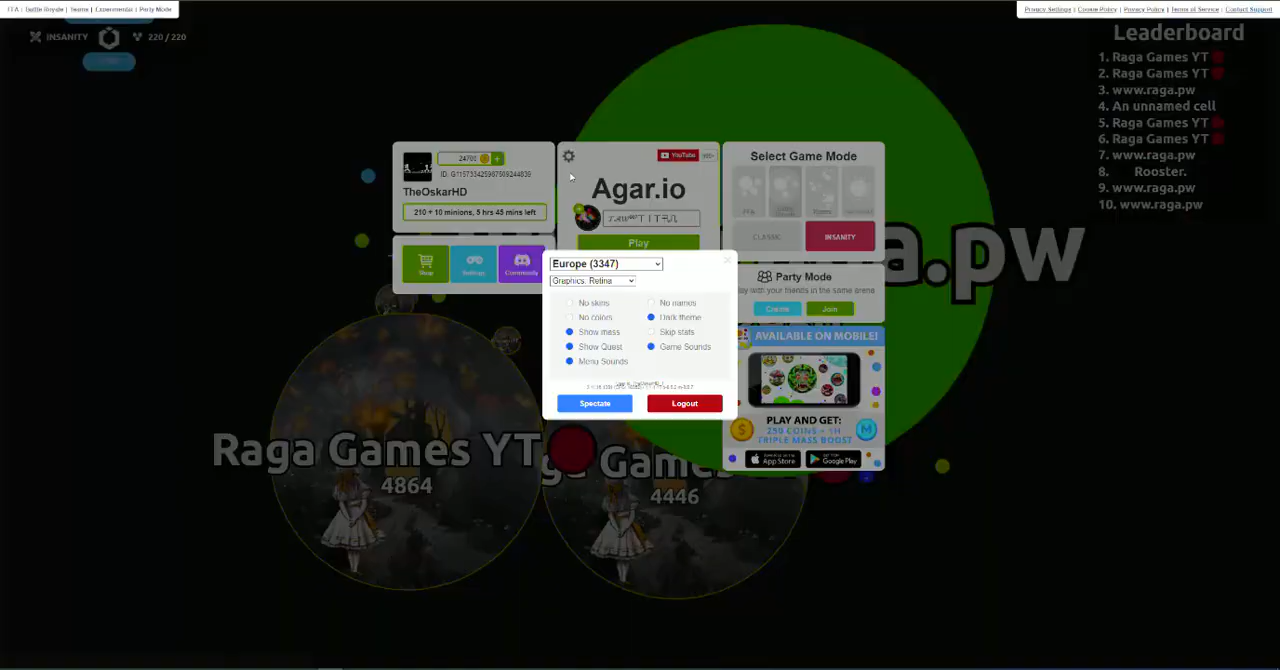 FFA | Battle Royale | Teams | Experimental | Party Mode
Privacy Settings | Cookie Policy | Privacy Policy | Terms of Service | Contact Support
INSANITY
220 / 220
Leaderboard
1. Raga Games YT
2. Raga Games YT
3. www.raga.pw
4. An unnamed cell
5. Raga Games YT
6. Raga Games YT
7. www.raga.pw
8. Rooster.
9. www.raga.pw
10. www.raga.pw
24705
TheOskarHD
210 + 10 minions, 5 hrs 45 mins left
Shop
Settings
Community
YouTube
Agar.io
Play
Select Game Mode
FFA
Teams
CLASSIC
INSANITY
Party Mode
Play with your friends in the same arena
Create
Join
AVAILABLE ON MOBILE!
PLAY AND GET:
250 COINS + 1H
TRIPLE MASS BOOST
App Store
Google Play
Europe (3347)
Graphics: Retina
No skins
No names
No colors
Dark theme
Show mass
Skip stats
Show Quest
Game Sounds
Menu Sounds
Spectate
Logout
a.pw
Raga Games YT
4864
Games
4446